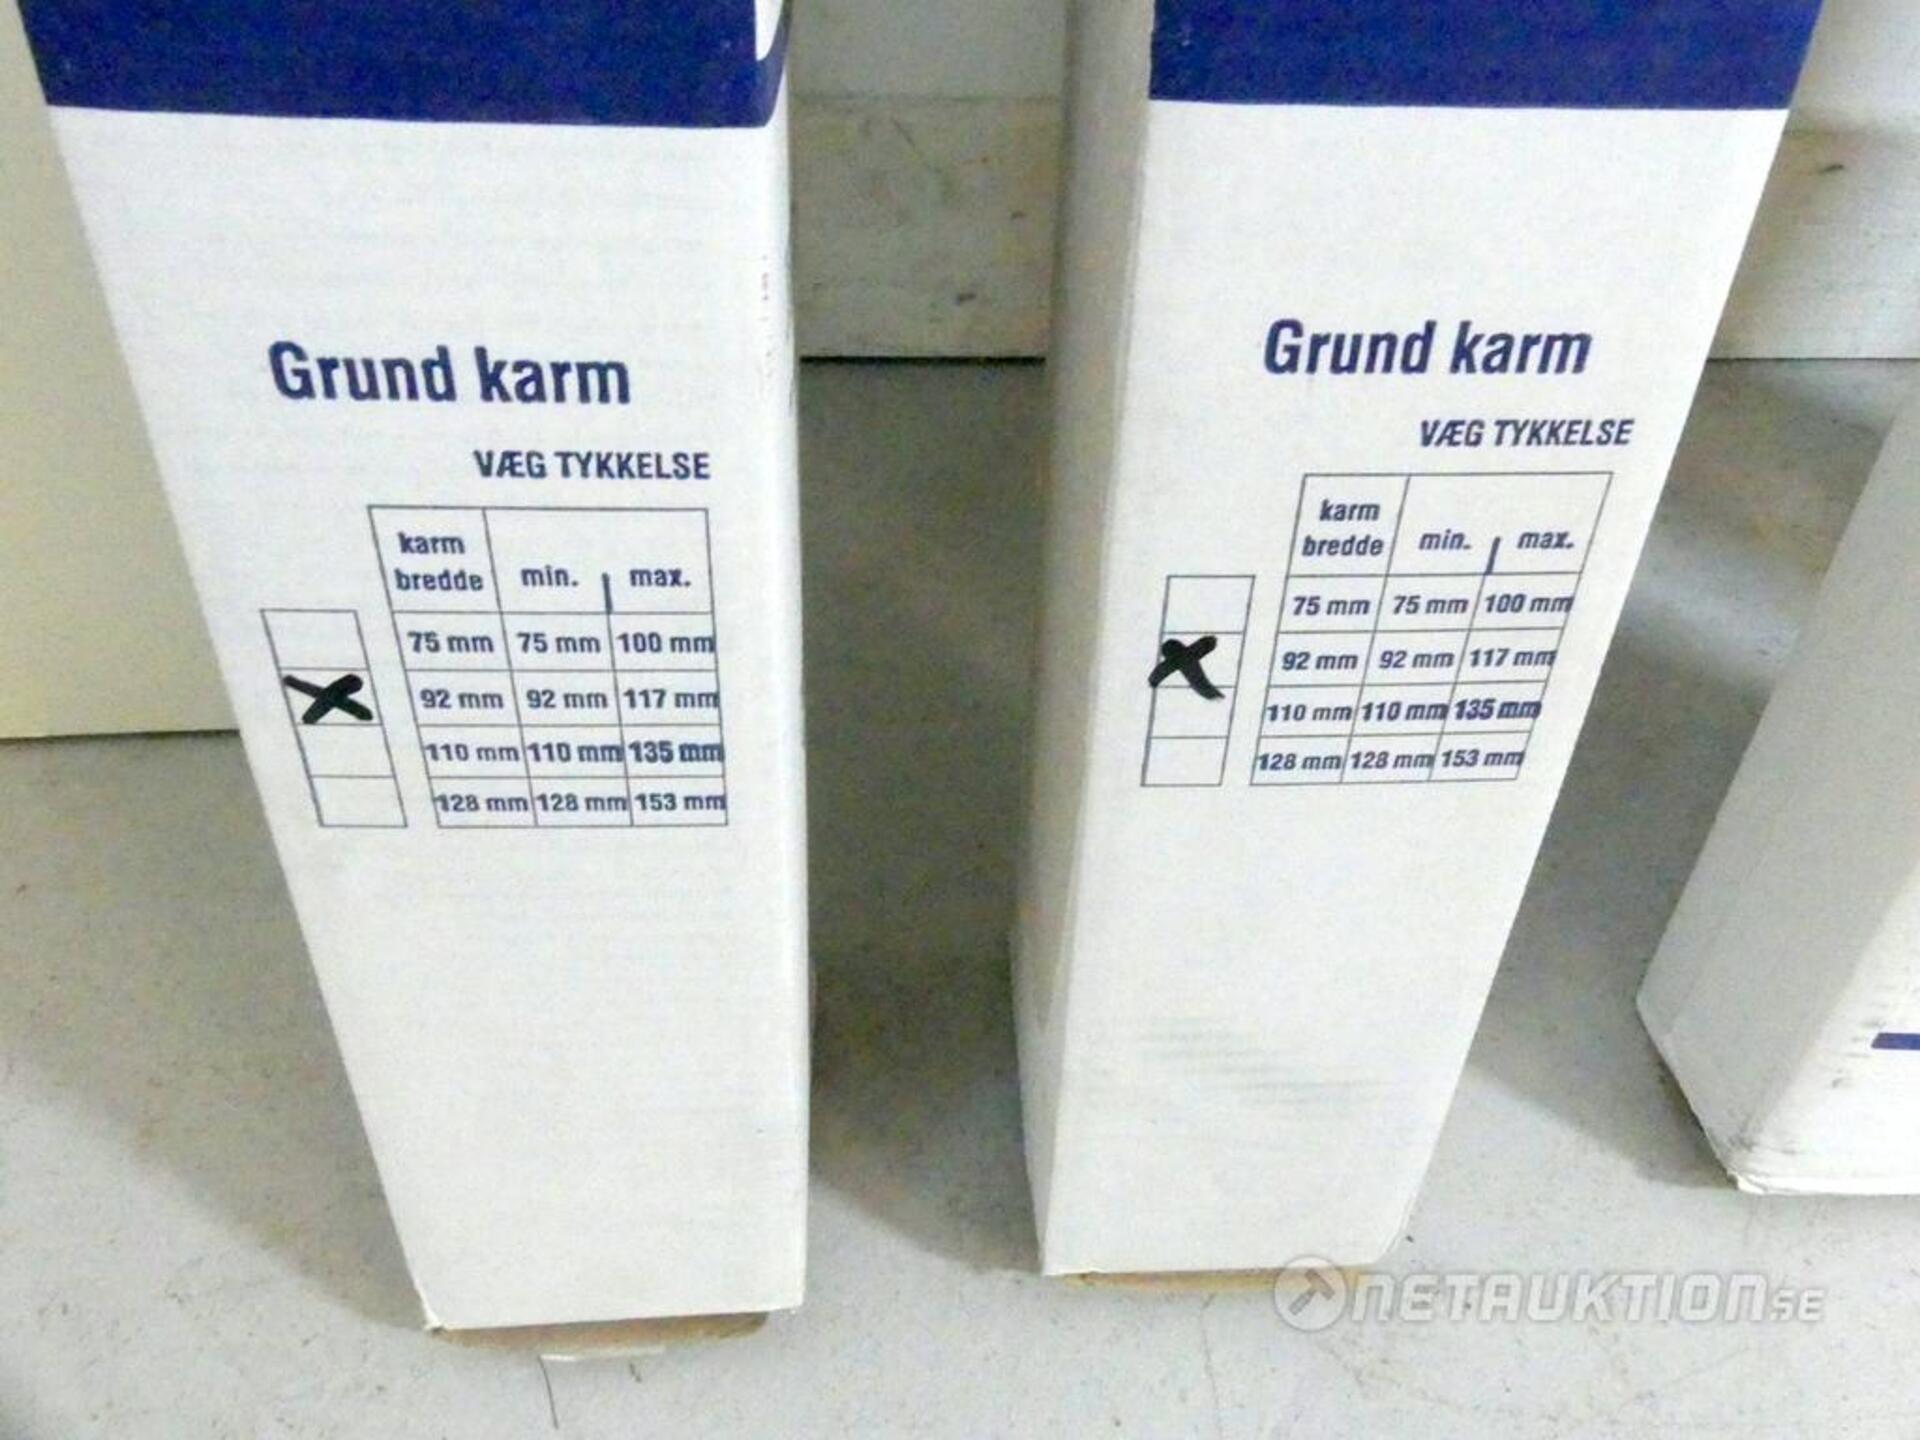 Grund karm
VÆG TYKKELSE
karm
bredde min. max.
75 mm 75 mm 100 mm
92 mm 92 mm 117 mm
110 mm 110 mm 135 mm
128 mm 128 mm 153 mm
Grund karm
VÆG TYKKELSE
karm
bredde min. max.
75 mm 75 mm 100 mm
92 mm 92 mm 117 mm
110 mm 110 mm 135 mm
128 mm 128 mm 153 mm
NETAUKTION.SE